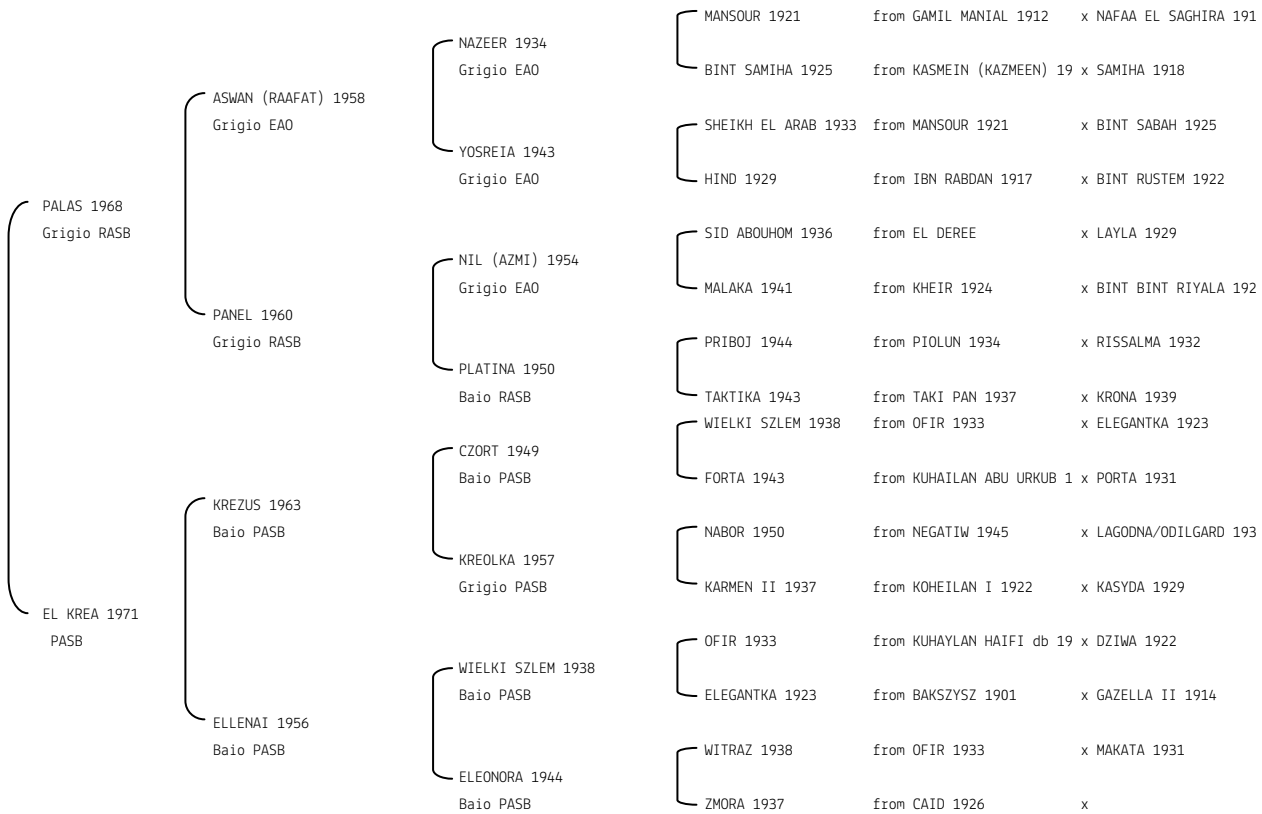 MANSOUR 1921 from GAMIL MANIAL 1912 x NAFAA EL SAGHIRA 191
NAZEER 1934
Grigio EAO BINT SAMIHA 1925 from KASMEIN (KAZMEEN) 19 x SAMIHA 1918
ASWAN (RAAFAT) 1958
Grigio EAO SHEIKH EL ARAB 1933 from MANSOUR 1921 x BINT SABAH 1925
YOSREIA 1943
Grigio EAO HIND 1929 from IBN RABDAN 1917 x BINT RUSTEM 1922
PALAS 1968
Grigio RASB SID ABOUHOM 1936 from EL DEREE x LAYLA 1929
NIL (AZMI) 1954
Grigio EAO MALAKA 1941 from KHEIR 1924 x BINT BINT RIYALA 192
PANEL 1960
Grigio RASB PRIBOJ 1944 from PIOLUN 1934 x RISSALMA 1932
PLATINA 1950
Baio RASB TAKTIKA 1943 from TAKI PAN 1937 x KRONA 1939
WIELKI SZLEM 1938 from OFIR 1933 x ELEGANTKA 1923
CZORT 1949
Baio PASB FORTA 1943 from KUHAILAN ABU URKUB 1 x PORTA 1931
KREZUS 1963
Baio PASB NABOR 1950 from NEGATIW 1945 x LAGODNA/ODILGARD 193
KREOLKA 1957
Grigio PASB KARMEN II 1937 from KOHEILAN I 1922 x KASYDA 1929
EL KREA 1971
PASB OFIR 1933 from KUHAYLAN HAIFI db 19 x DZIWA 1922
WIELKI SZLEM 1938
Baio PASB ELEGANTKA 1923 from BAKSZYSZ 1901 x GAZELLA II 1914
ELLENAI 1956
Baio PASB WITRAZ 1938 from OFIR 1933 x MAKATA 1931
ELEONORA 1944
Baio PASB ZMORA 1937 from CAID 1926 x